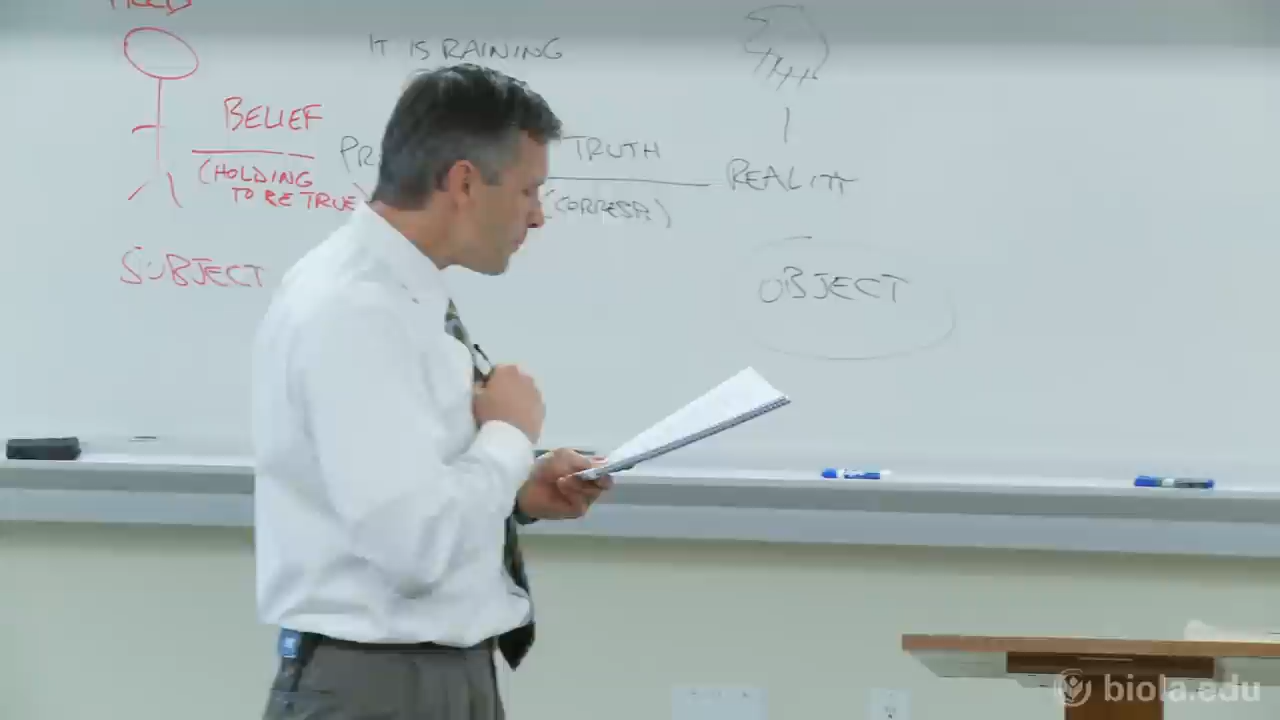 IT IS RAINING
BELIEF
TRUTH
REALITY
(HOLDING
TO BE TRUE)
(CORRESP.)
SUBJECT
OBJECT
biola.edu